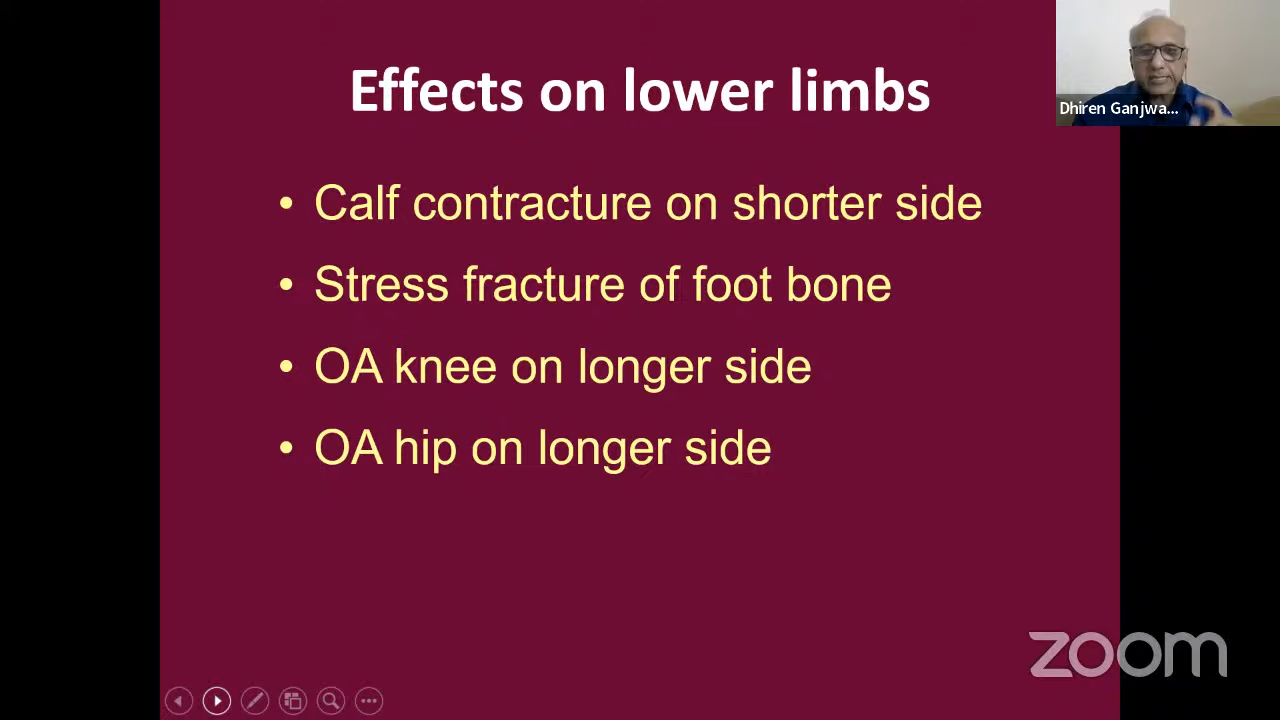 Effects on lower limbs
Dhiren Ganjwa...
• Calf contracture on shorter side
• Stress fracture of foot bone
• OA knee on longer side
• OA hip on longer side
zoom